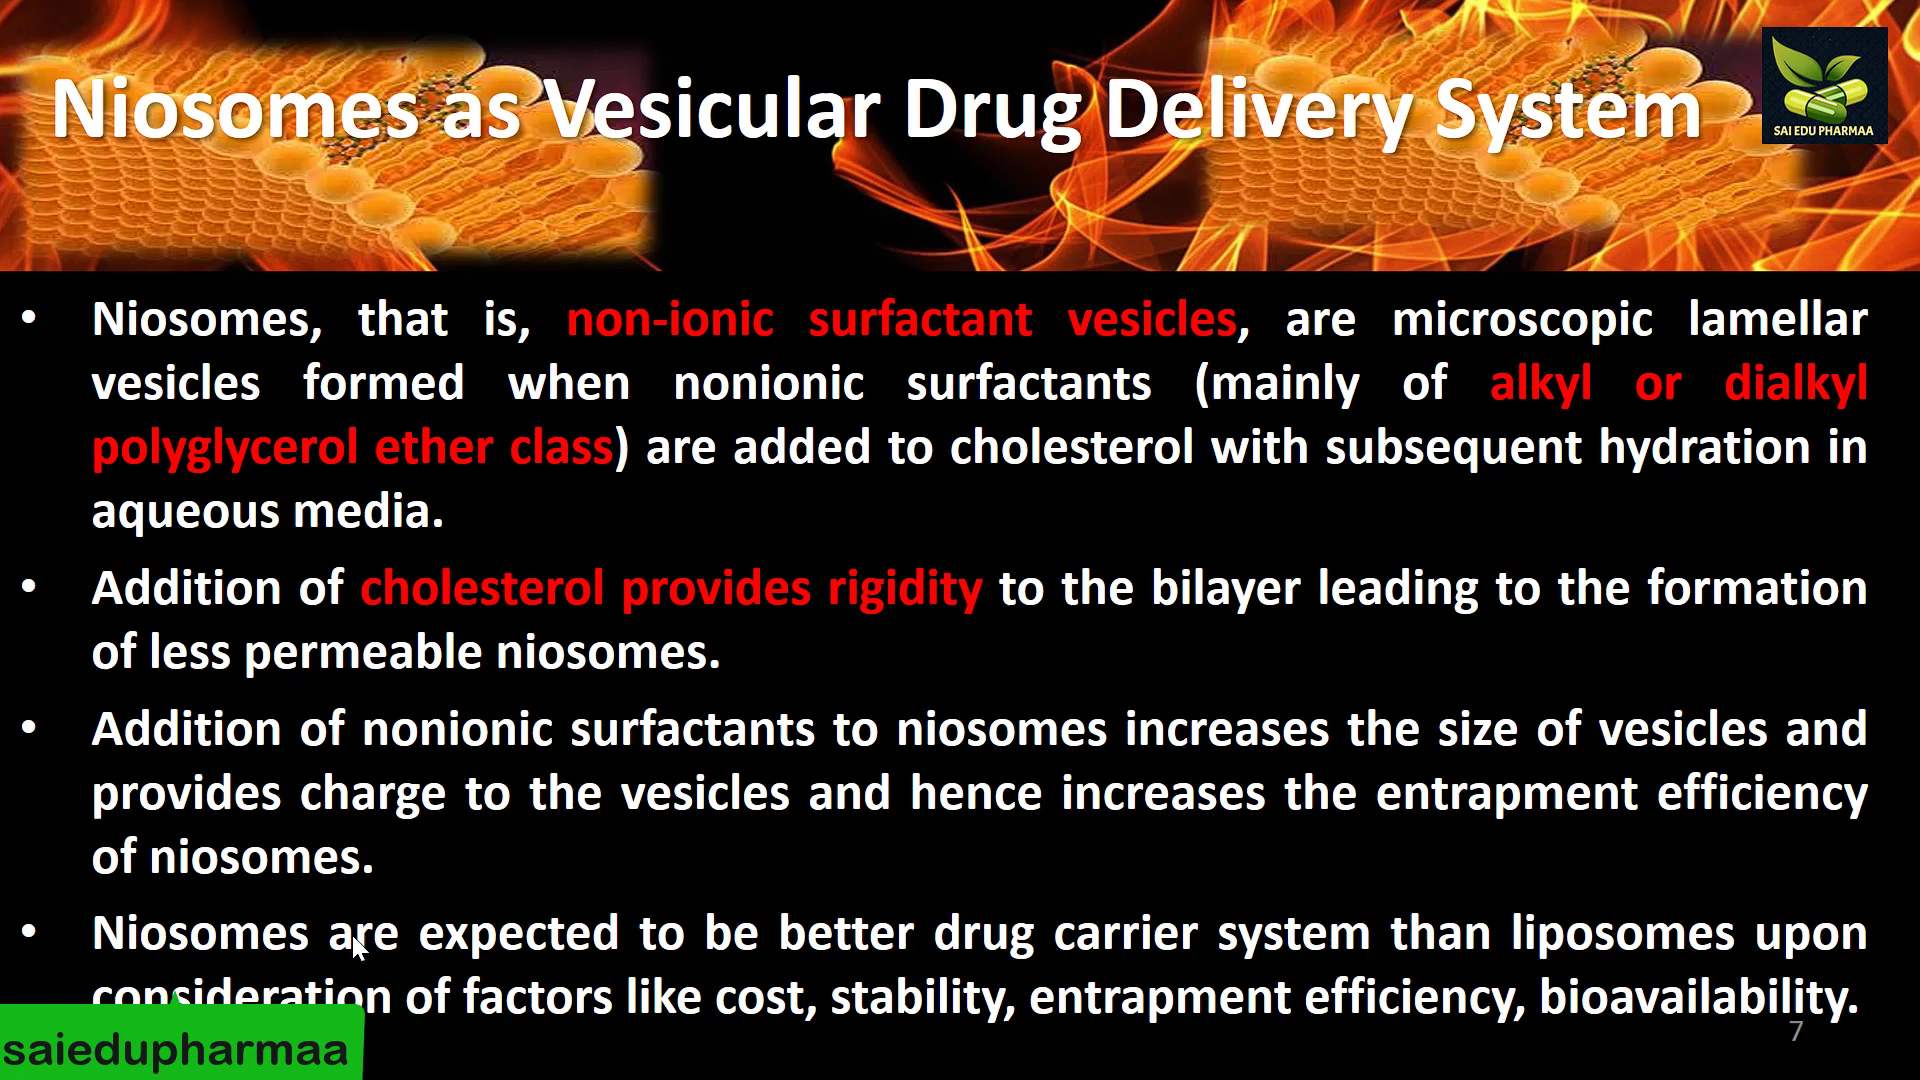 Niosomes as Vesicular Drug Delivery System
SAI EDU PHARMAA
• Niosomes, that is, non-ionic surfactant vesicles, are microscopic lamellar
vesicles formed when nonionic surfactants (mainly of alkyl or dialkyl
polyglycerol ether class) are added to cholesterol with subsequent hydration in
aqueous media.
• Addition of cholesterol provides rigidity to the bilayer leading to the formation
of less permeable niosomes.
• Addition of nonionic surfactants to niosomes increases the size of vesicles and
provides charge to the vesicles and hence increases the entrapment efficiency
of niosomes.
• Niosomes are expected to be better drug carrier system than liposomes upon
consideration of factors like cost, stability, entrapment efficiency, bioavailability.
7
saiedupharmaa